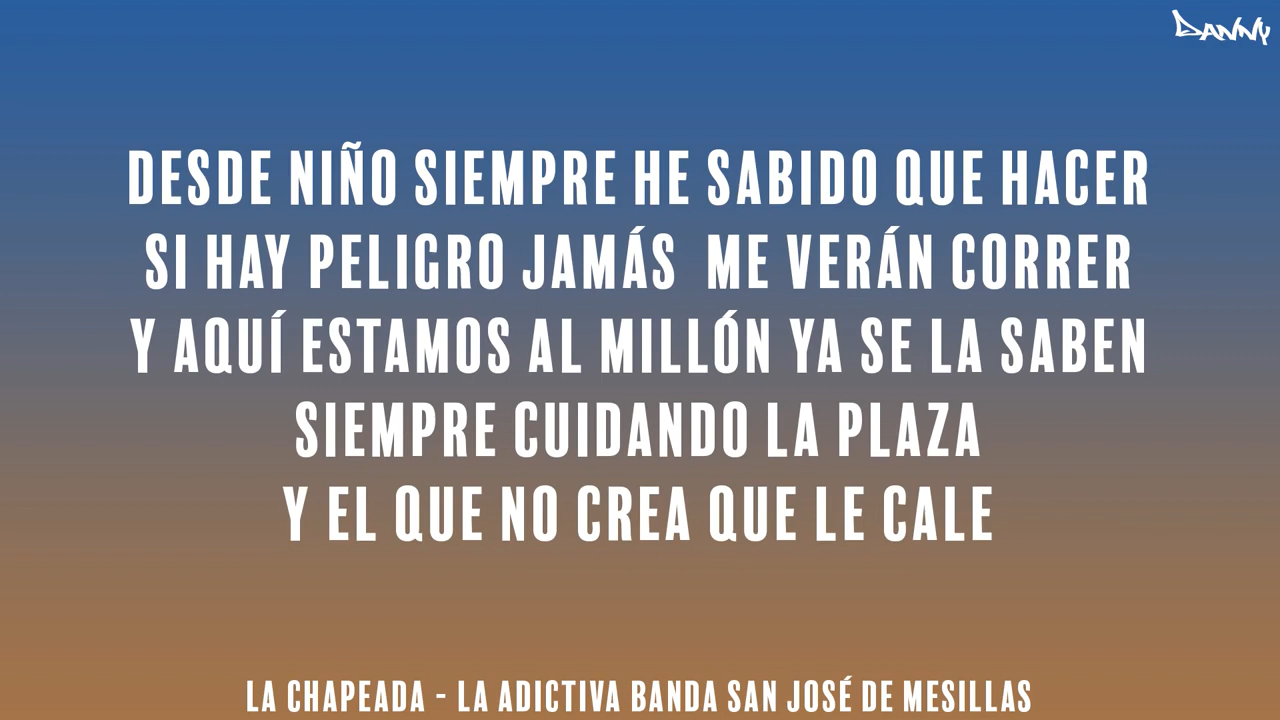 DANNY
DESDE NIÑO SIEMPRE HE SABIDO QUE HACER
SI HAY PELIGRO JAMÁS ME VERÁN CORRER
Y AQUÍ ESTAMOS AL MILLÓN YA SE LA SABEN
SIEMPRE CUIDANDO LA PLAZA
Y EL QUE NO CREA QUE LE CALE
LA CHAPEADA - LA ADICTIVA BANDA SAN JOSÉ DE MESILLAS